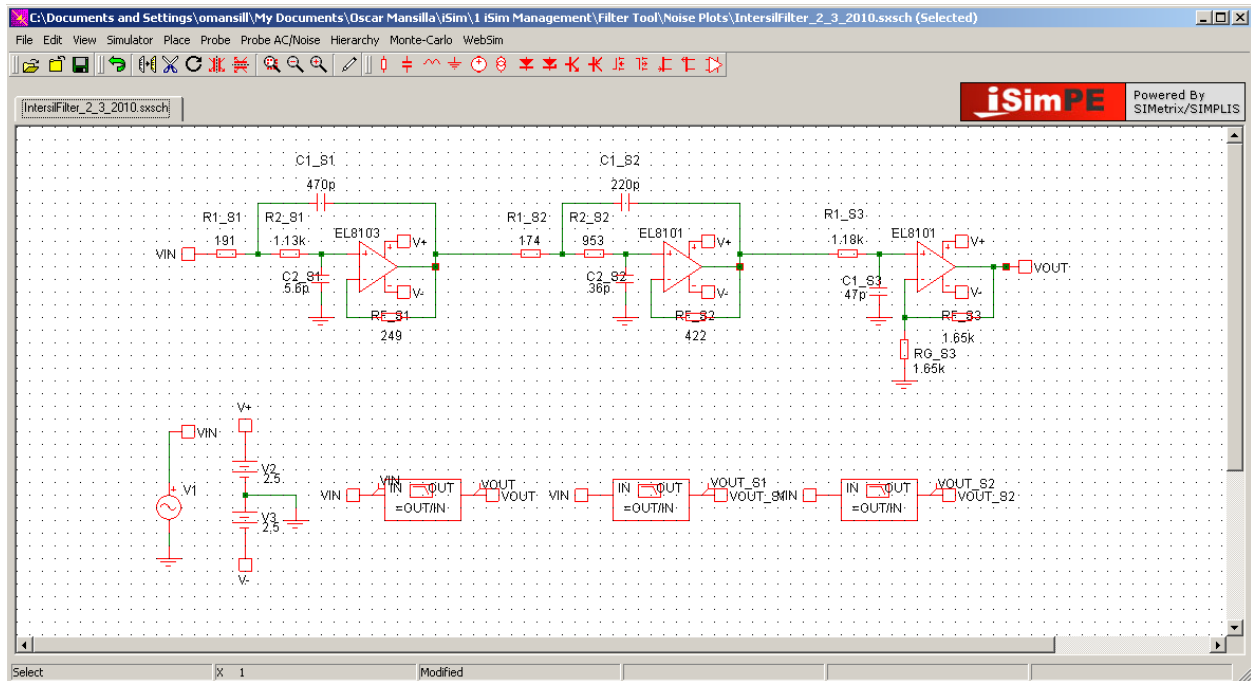 C:\Documents and Settings\omansill\My Documents\Oscar Mansilla\iSim\1 iSim Management\Filter Tool\Noise Plots\IntersilFilter_2_3_2010.sxsch (Selected)
File Edit View Simulator Place Probe Probe AC/Noise Hierarchy Monte-Carlo WebSim
iSimPE
Powered By
SIMetrix/SIMPLIS
IntersilFilter_2_3_2010.sxsch
C1_S1
470p
C1_S2
220p
R1_S1 R2_S1
191 1.13k
EL8103
R1_S2 R2_S2
174 953
EL8101
R1_S3
1.18k
EL8101
VIN
V+
V+
V+
VOUT
C2_S1
5.6p
V-
C2_S2
36p
V-
C1_S3
47p
V-
RF_S1
249
RF_S2
422
RF_S3
1.65k
RG_S3
1.65k
V+
VIN
V1
V2
2.5
V3
2.5
V-
VIN
VIN
IN OUT
=OUT/IN
VOUT
VOUT
VIN
IN OUT
=OUT/IN
VOUT_S1
VOUT_S1
VIN
IN OUT
=OUT/IN
VOUT_S2
VOUT_S2
Select X 1 Modified